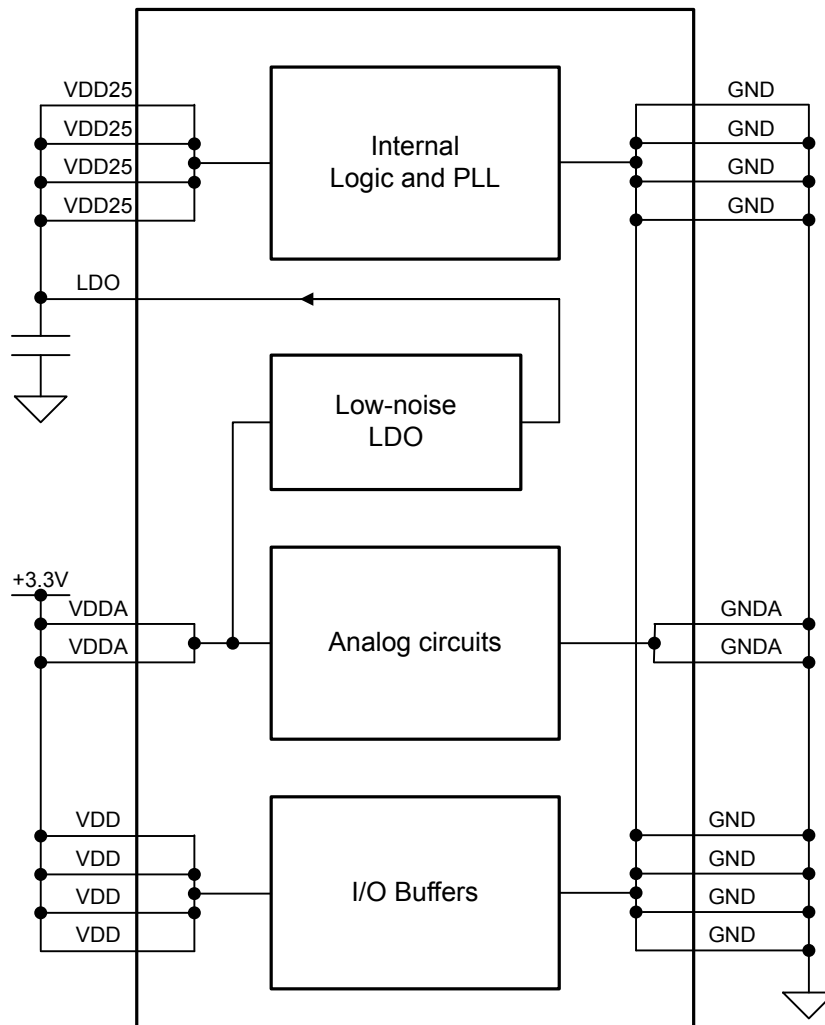 VDD25
VDD25
VDD25
VDD25
Internal
Logic and PLL
GND
GND
GND
GND
LDO
Low-noise
LDO
+3.3V
VDDA
VDDA
Analog circuits
GNDA
GNDA
VDD
VDD
VDD
VDD
I/O Buffers
GND
GND
GND
GND